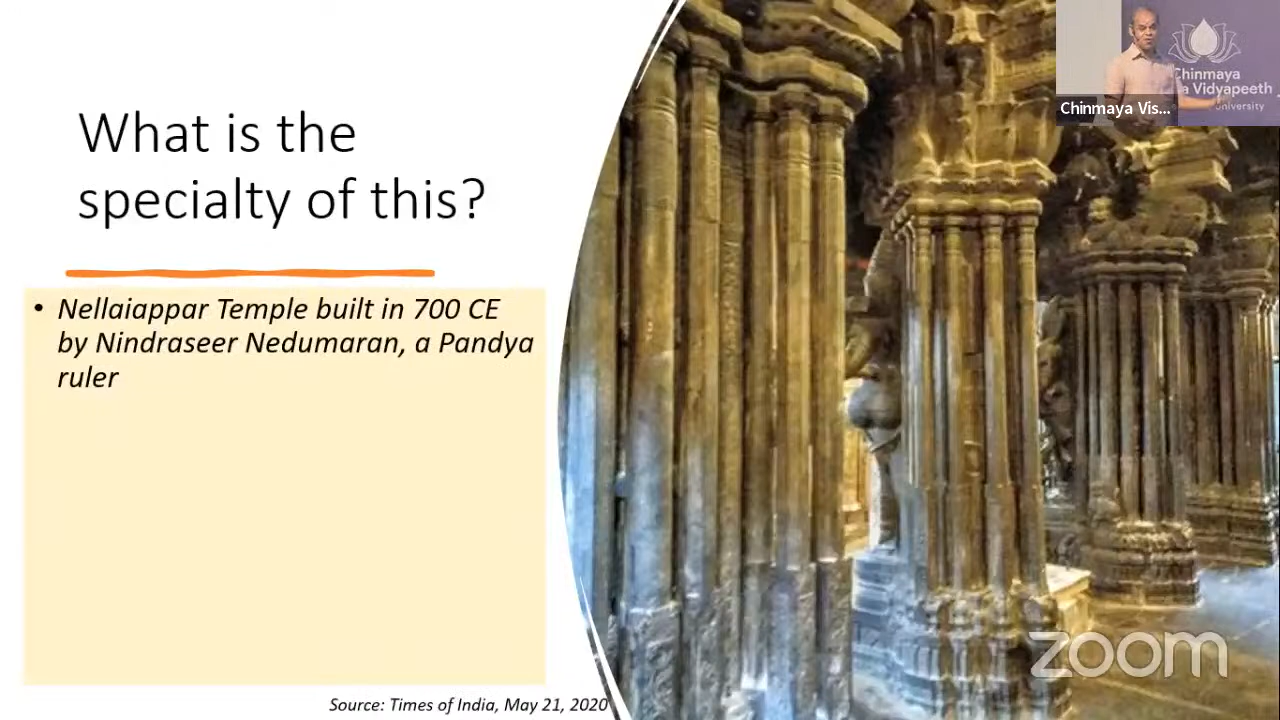 What is the
specialty of this?
• Nellaiappar Temple built in 700 CE
by Nindraseer Nedumaran, a Pandya
ruler
Source: Times of India, May 21, 2020
Chinmaya
Vidyapeeth
University
Chinmaya Vis...
zoom